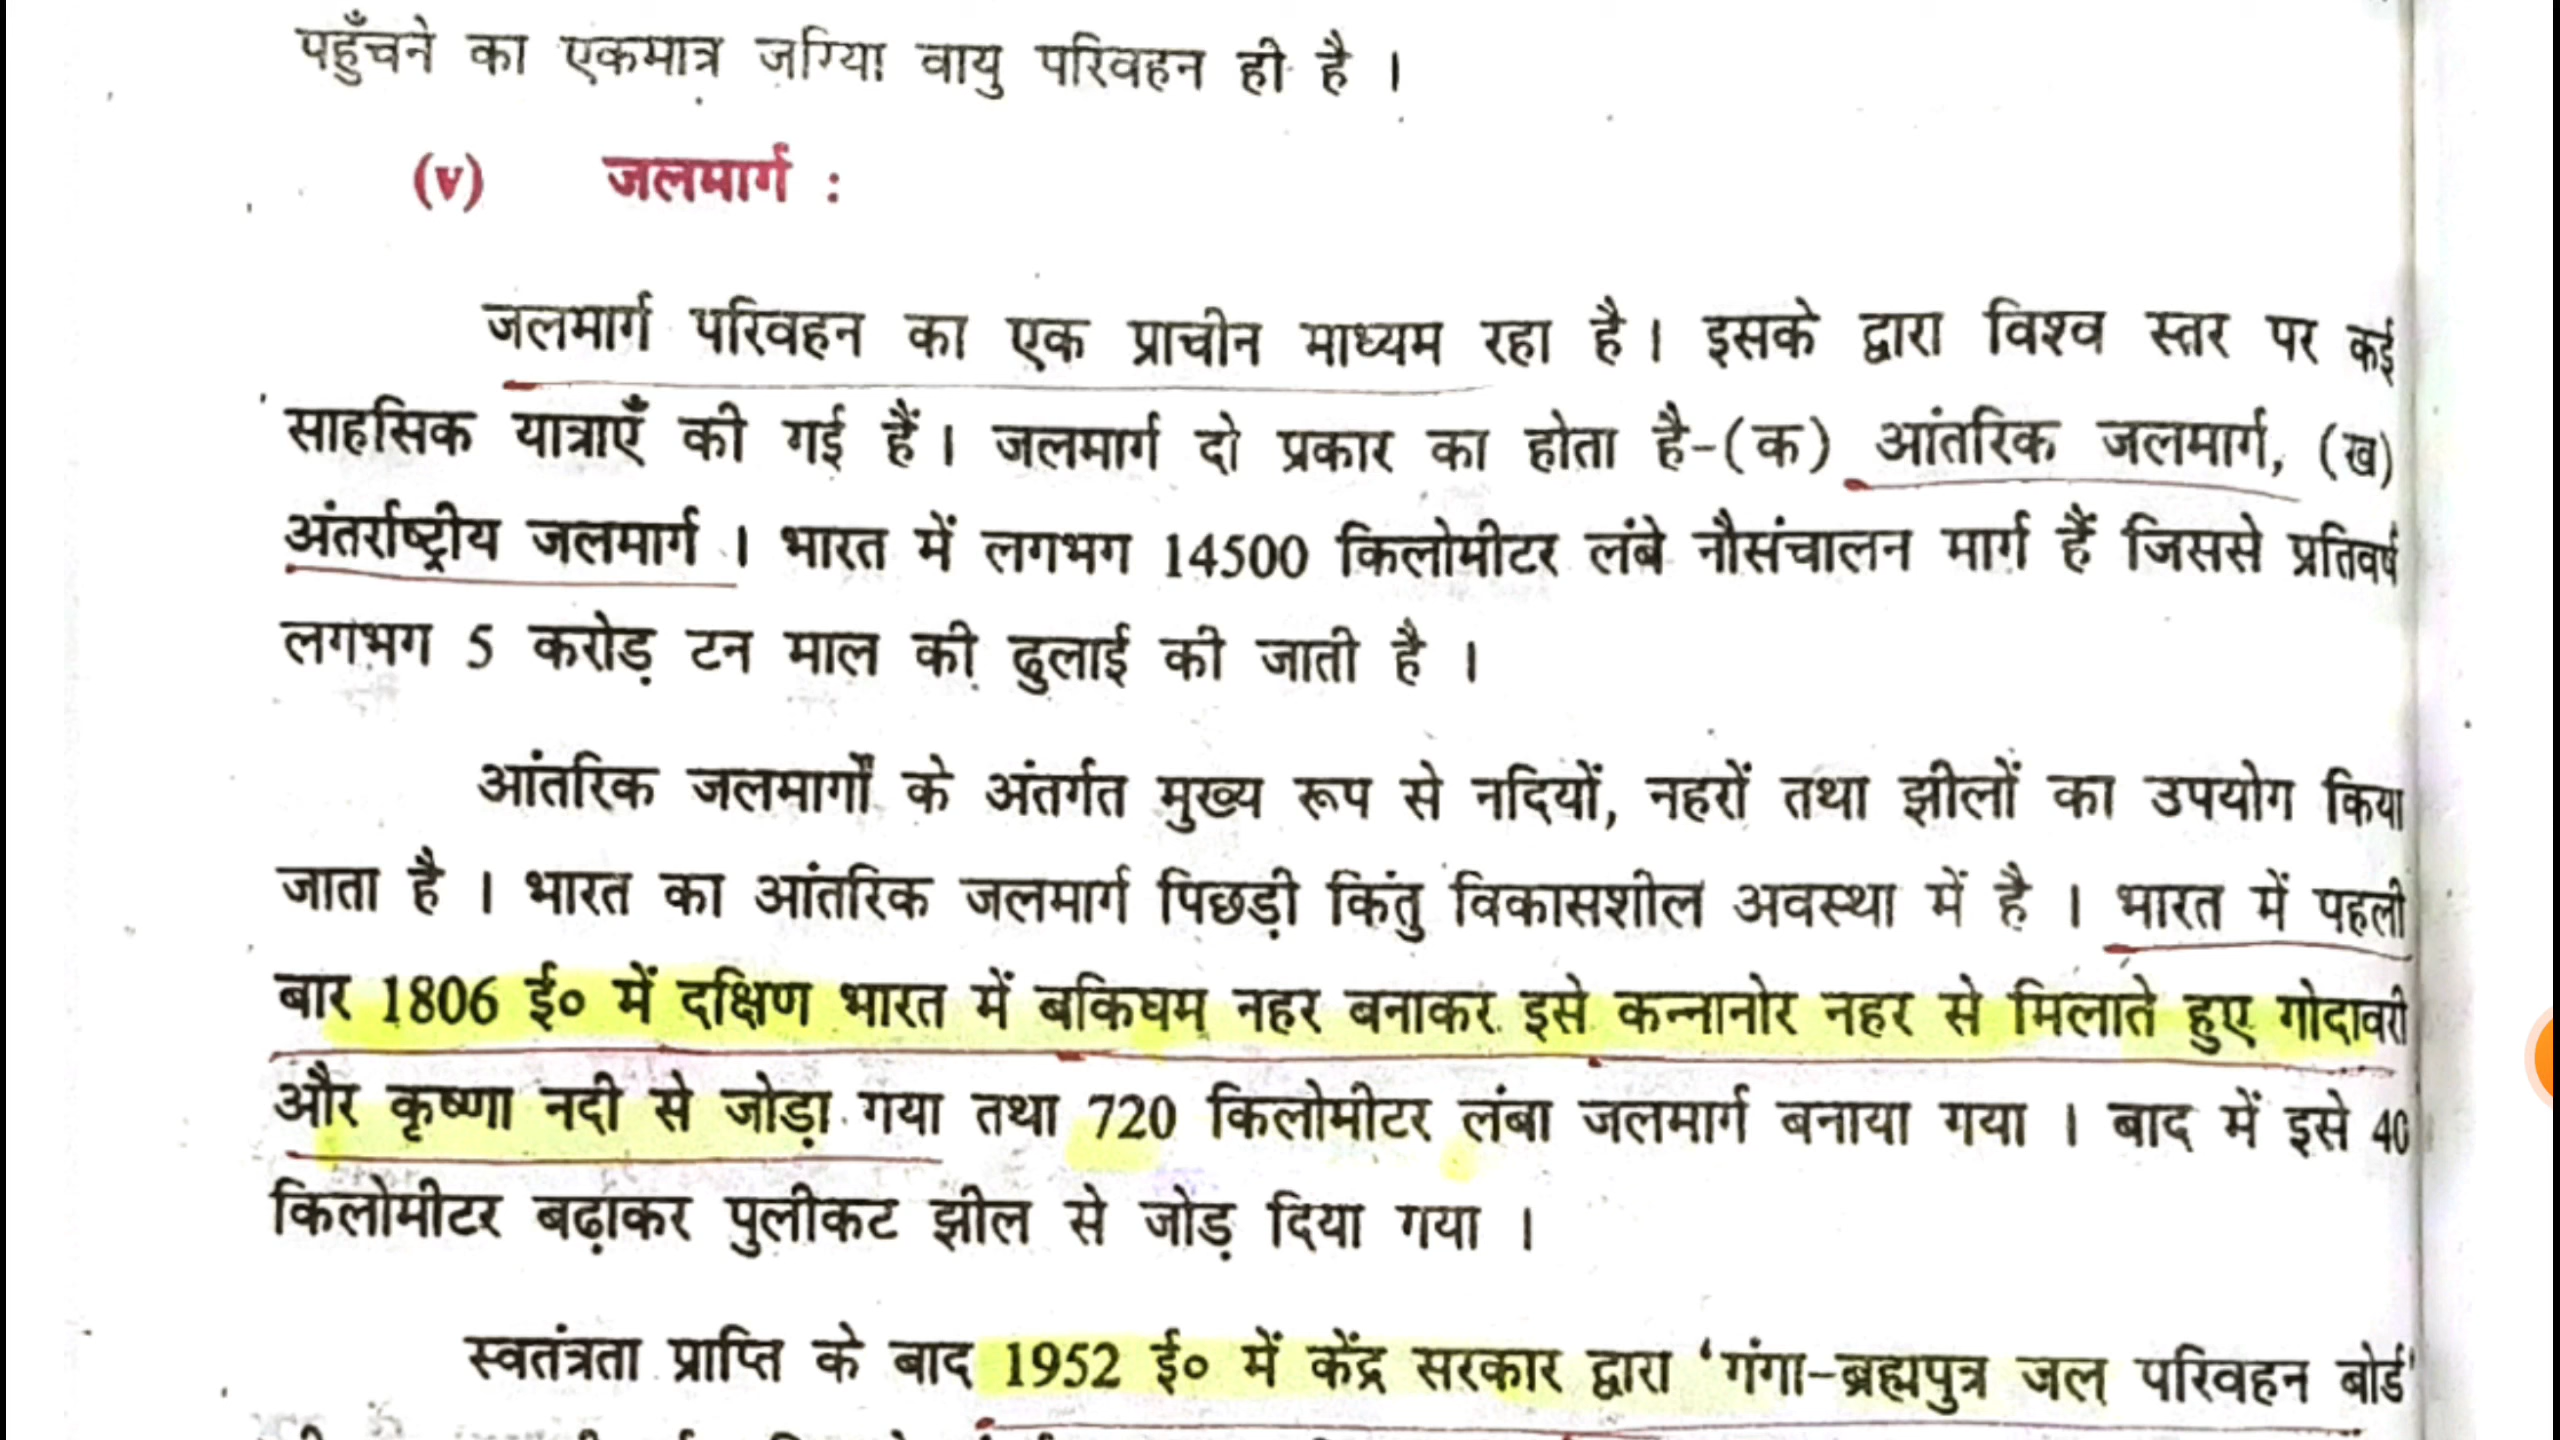 पहुँचने का एकमात्र जरिया वायु परिवहन ही है ।
(v) जलमार्ग :
जलमार्ग परिवहन का एक प्राचीन माध्यम रहा है । इसके द्वारा विश्व स्तर पर कई
साहसिक यात्राएँ की गई हैं । जलमार्ग दो प्रकार का होता है-(क) आंतरिक जलमार्ग, (ख)
अंतर्राष्ट्रीय जलमार्ग । भारत में लगभग 14500 किलोमीटर लंबे नौसंचालन मार्ग हैं जिससे प्रतिवर्ष
लगभग 5 करोड़ टन माल की ढुलाई की जाती है ।
आंतरिक जलमार्गों के अंतर्गत मुख्य रूप से नदियों, नहरों तथा झीलों का उपयोग किया
जाता है । भारत का आंतरिक जलमार्ग पिछड़ी किंतु विकासशील अवस्था में है । भारत में पहली
बार 1806 ई० में दक्षिण भारत में बकिघम नहर बनाकर इसे कन्नानोर नहर से मिलाते हुए गोदावरी
और कृष्णा नदी से जोड़ा गया तथा 720 किलोमीटर लंबा जलमार्ग बनाया गया । बाद में इसे 40
किलोमीटर बढ़ाकर पुलीकट झील से जोड़ दिया गया ।
स्वतंत्रता प्राप्ति के बाद 1952 ई० में केंद्र सरकार द्वारा 'गंगा-ब्रह्मपुत्र जल परिवहन बोर्ड'